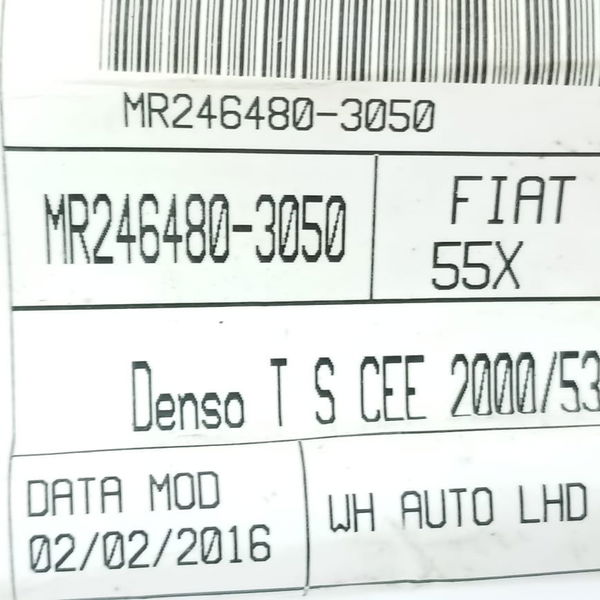 MR246480-3050
MR246480-3050
FIAT
55X
Denso T S CEE 2000/53
DATA MOD
02/02/2016
WH AUTO LHD